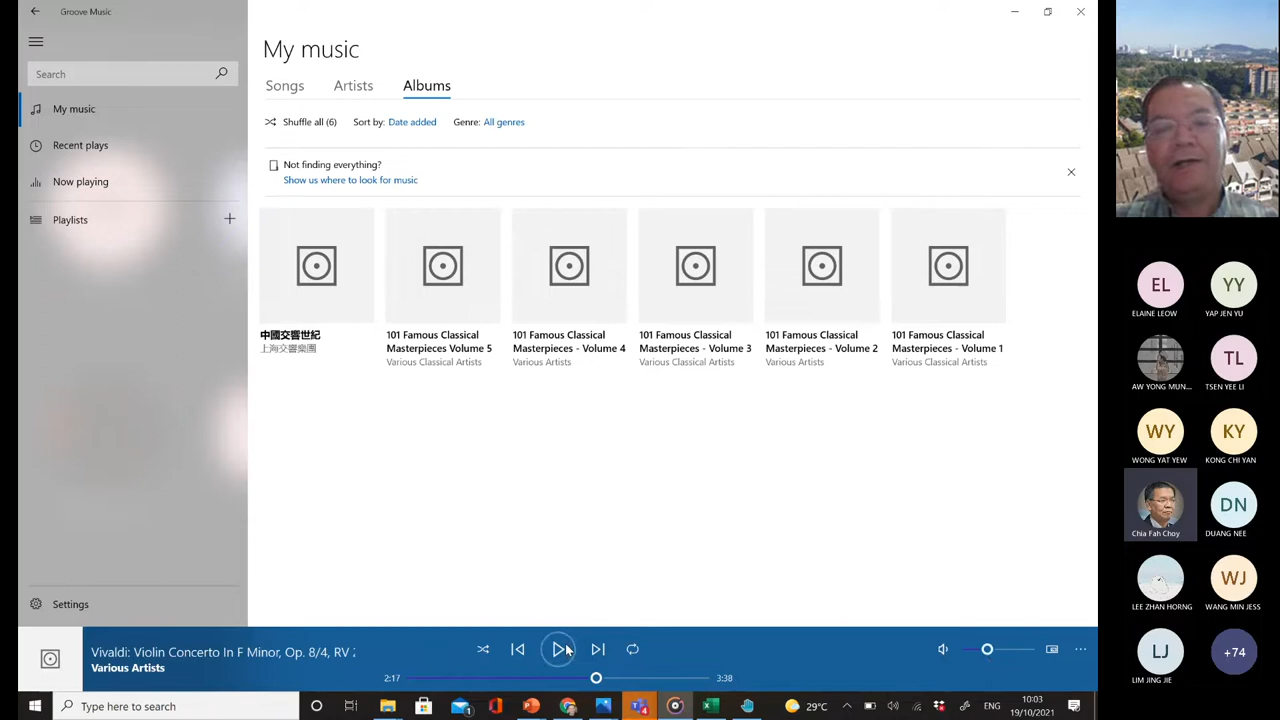 Groove Music
Search
My music
Recent plays
Now playing
Playlists
Settings
My music
Songs Artists Albums
Shuffle all (6) Sort by: Date added Genre: All genres
Not finding everything?
Show us where to look for music
中國交響世紀
上海交響樂團
101 Famous Classical
Masterpieces Volume 5
Various Classical Artists
101 Famous Classical
Masterpieces - Volume 4
Various Artists
101 Famous Classical
Masterpieces - Volume 3
Various Classical Artists
101 Famous Classical
Masterpieces - Volume 2
Various Artists
101 Famous Classical
Masterpieces - Volume 1
Various Classical Artists
Vivaldi: Violin Concerto In F Minor, Op. 8/4, RV 2
Various Artists
2:17
3:38
Type here to search
1
4
29°C
ENG
10:03
19/10/2021
EL
ELAINE LEOW
YY
YAP JEN YU
AW YONG MUN...
TL
TSEN YEE LI
WY
WONG YAT YEW
KY
KONG CHI YAN
Chia Fah Choy
DN
DUANG NEE
LEE ZHAN HORNG
WJ
WANG MIN JESS
LJ
LIM JING JIE
+74